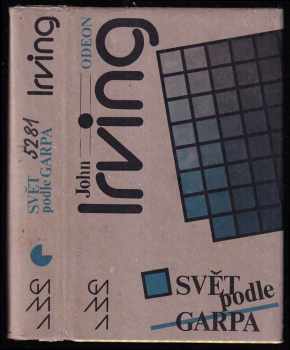 Irving
5281
SVĚT
podle GARPA
John
Irving
ODEON
SVĚT
podle
GARPA